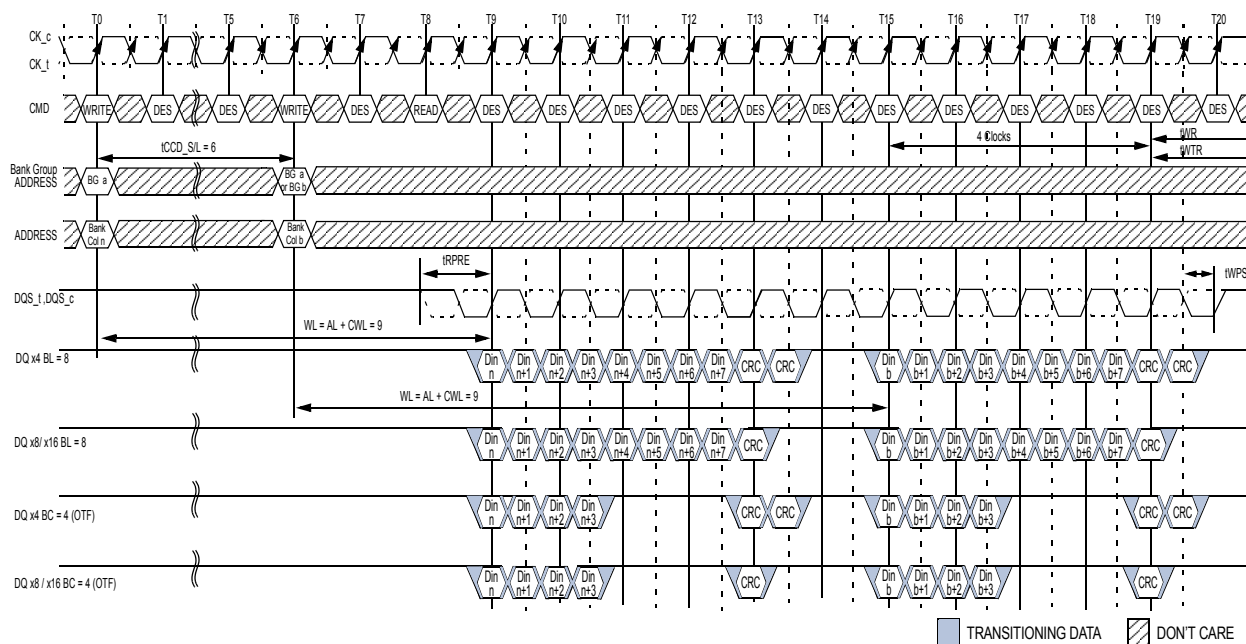 T0 T1 T5 T6 T7 T8 T9 T10 T11 T12 T13 T14 T15 T16 T17 T18 T19 T20
CK_c
CK_t
CMD WRITE DES DES WRITE DES READ DES DES DES DES DES DES DES DES DES DES DES DES
tCCD_S/L = 6
4 Clocks
tWR
tWTR
Bank Group
ADDRESS
BG a
BG a
or BG b
ADDRESS
Bank
Col n
Bank
Col b
tRPRE
tWPS
DQS_t ,DQS_c
WL = AL + CWL = 9
DQ x4 BL = 8
Din Din Din Din Din Din Din Din CRC CRC Din Din Din Din Din Din Din Din CRC CRC
n n+1 n+2 n+3 n+4 n+5 n+6 n+7 b b+1 b+2 b+3 b+4 b+5 b+6 b+7
WL = AL + CWL = 9
DQ x8/ x16 BL = 8
Din Din Din Din Din Din Din Din CRC Din Din Din Din Din Din Din Din CRC
n n+1 n+2 n+3 n+4 n+5 n+6 n+7 b b+1 b+2 b+3 b+4 b+5 b+6 b+7
DQ x4 BC = 4 (OTF)
Din Din Din Din CRC CRC Din Din Din Din CRC CRC
n n+1 n+2 n+3 b b+1 b+2 b+3
DQ x8 / x16 BC = 4 (OTF)
Din Din Din Din CRC Din Din Din Din CRC
n n+1 n+2 n+3 b b+1 b+2 b+3
TRANSITIONING DATA DON'T CARE